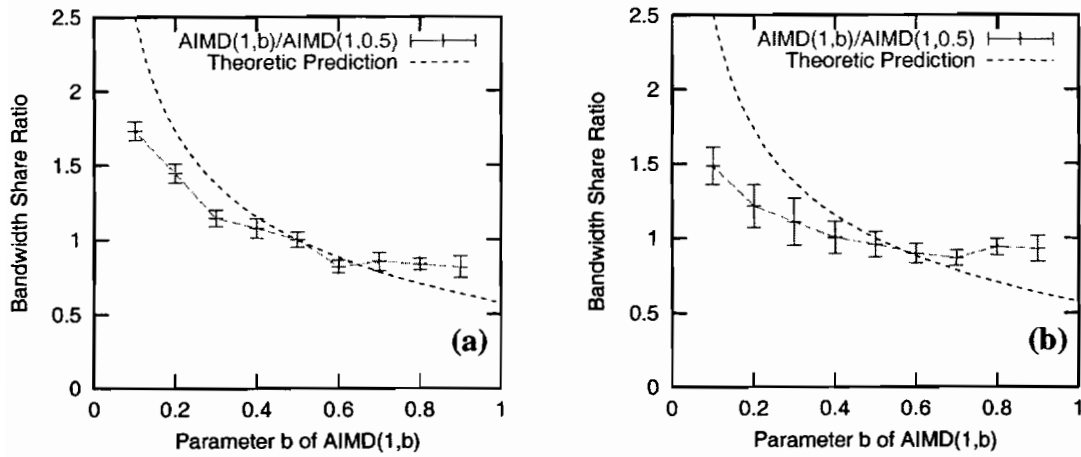 2.5
2
1.5
1
0.5
0
Bandwidth Share Ratio
AIMD(1,b)/AIMD(1,0.5)
Theoretic Prediction
(a)
0
0.2
0.4
0.6
0.8
1
Parameter b of AIMD(1,b)
2.5
2
1.5
1
0.5
0
Bandwidth Share Ratio
AIMD(1,b)/AIMD(1,0.5)
Theoretic Prediction
(b)
0
0.2
0.4
0.6
0.8
1
Parameter b of AIMD(1,b)